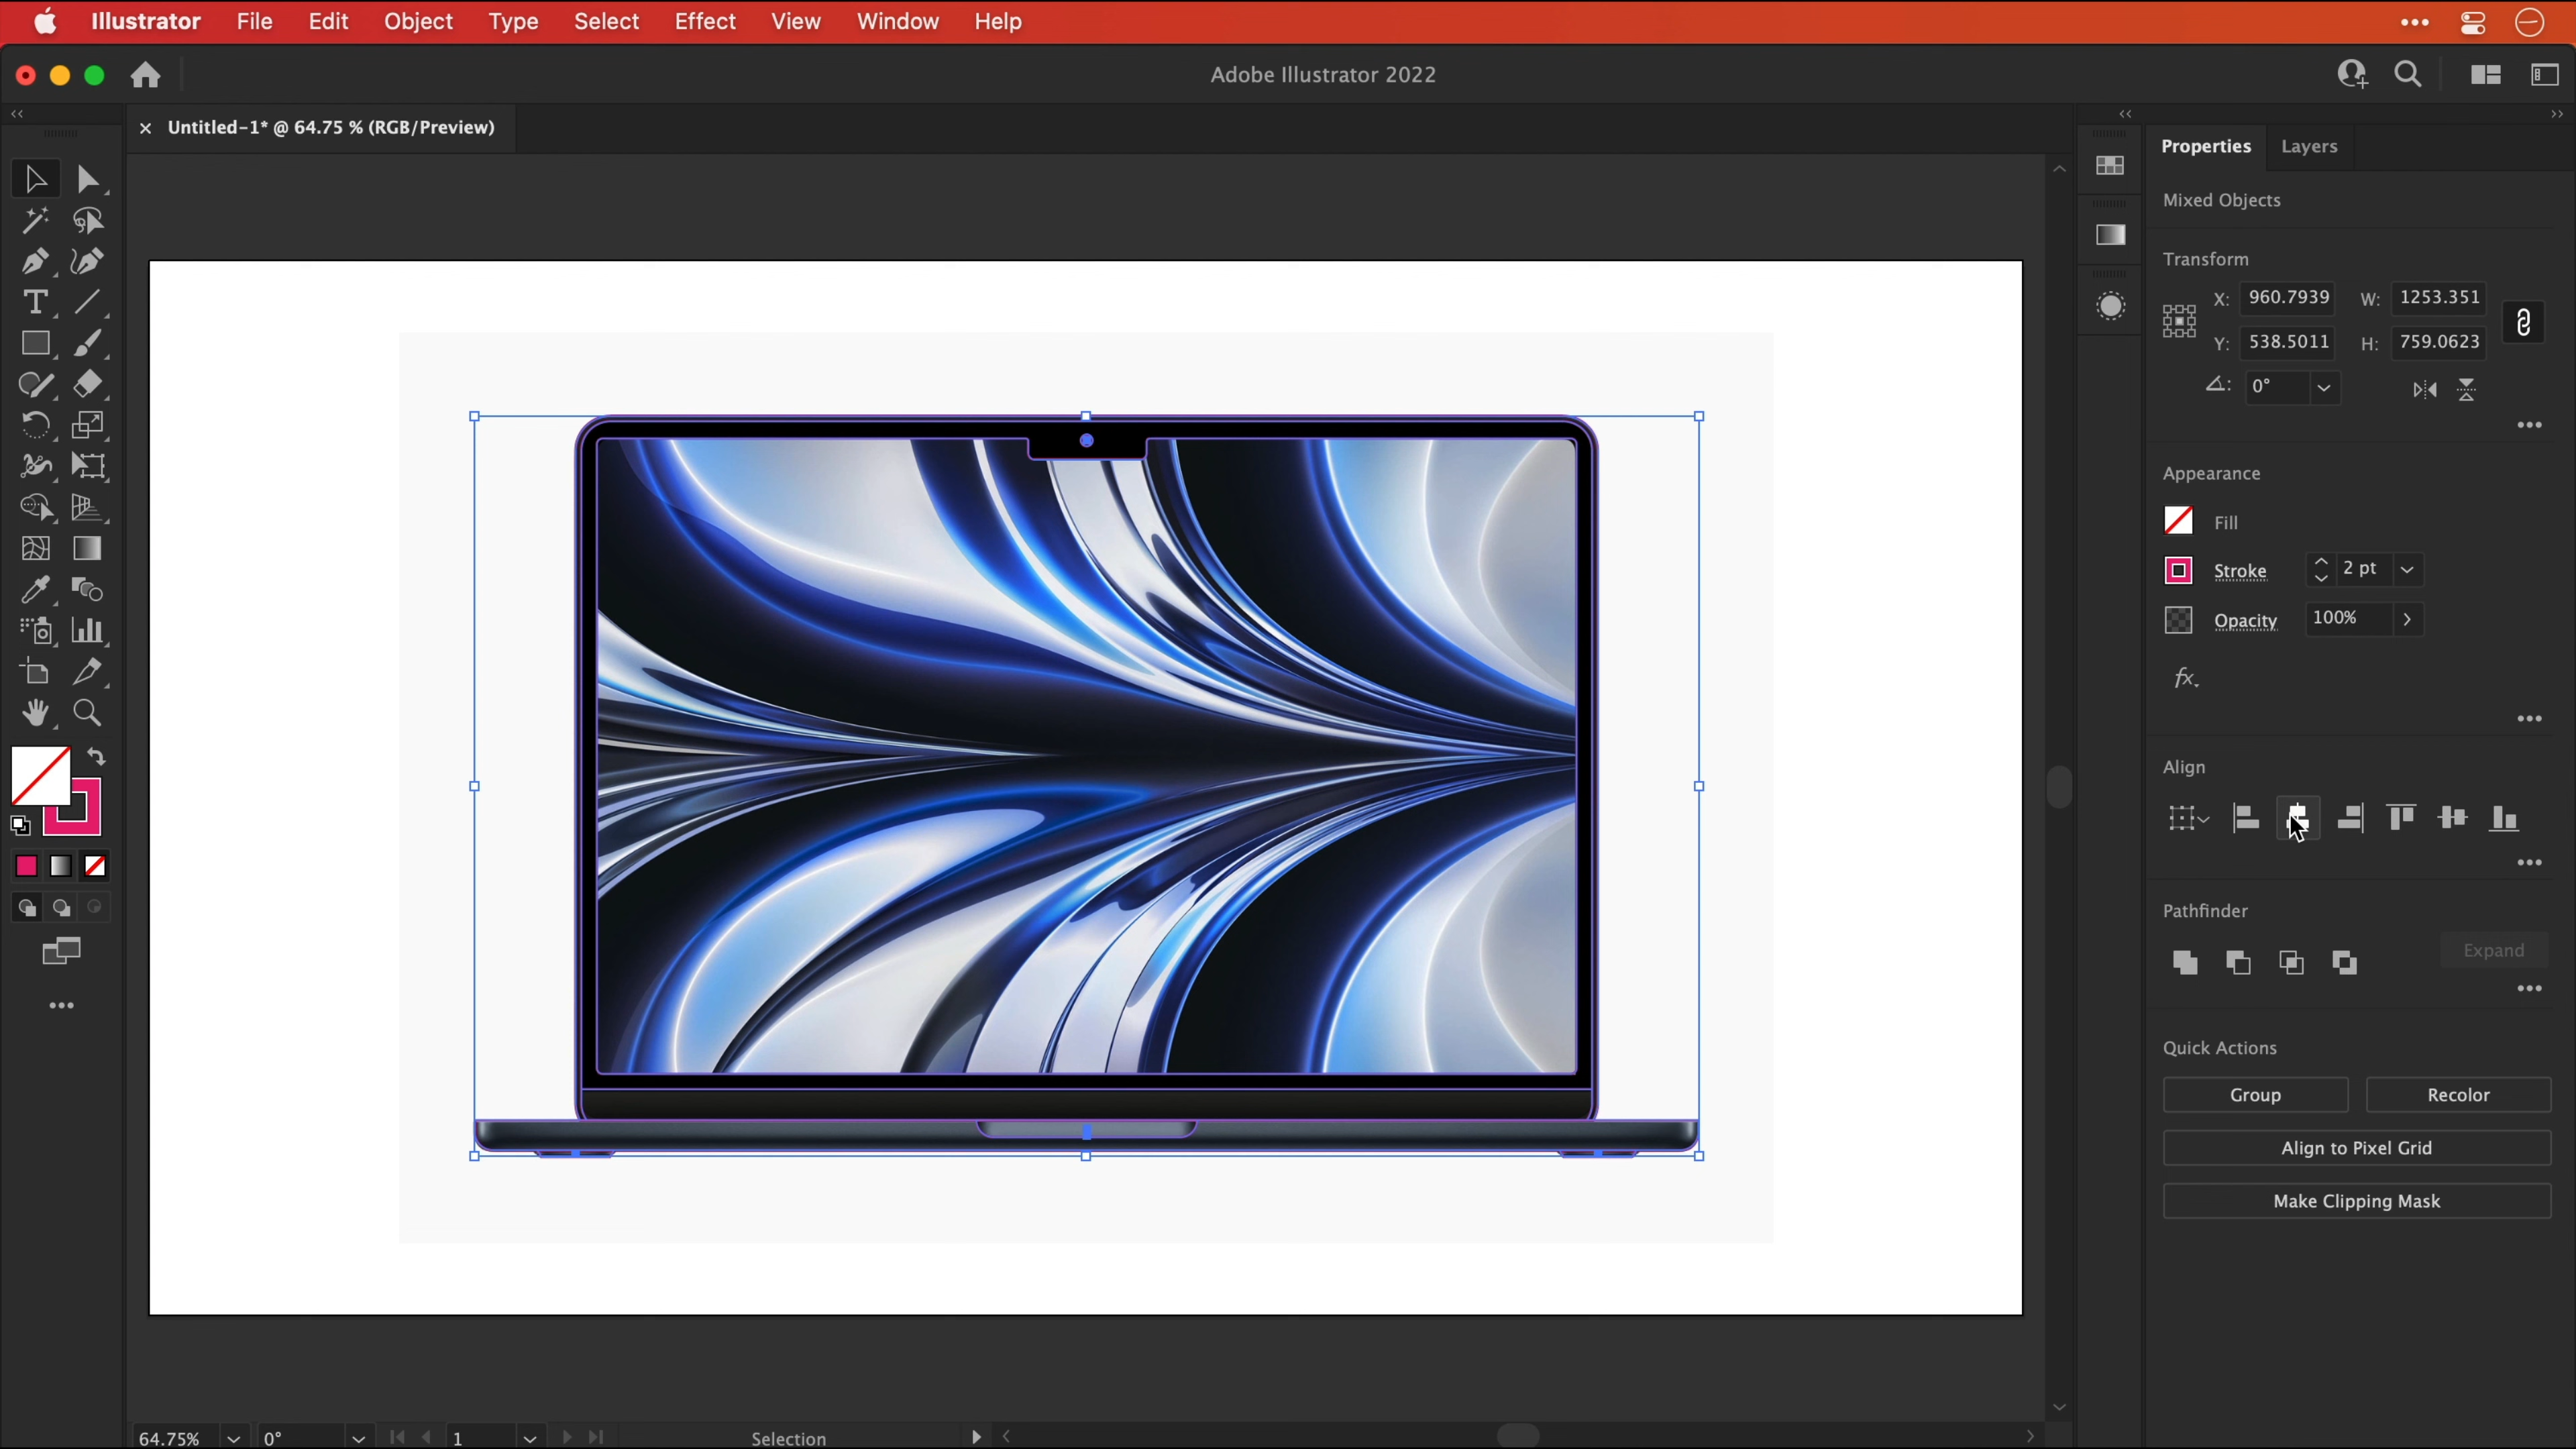 Illustrator File Edit Object Type Select Effect View Window Help
Adobe Illustrator 2022
Untitled-1* @ 64.75 % (RGB/Preview)
Properties Layers
Mixed Objects
Transform
X: 960.7939 W: 1253.351
Y: 538.5011 H: 759.0623
0°
Appearance
Fill
Stroke 2 pt
Opacity 100%
fx
Align
Pathfinder
Expand
Quick Actions
Group Recolor
Align to Pixel Grid
Make Clipping Mask
64.75% 0° 1 Selection